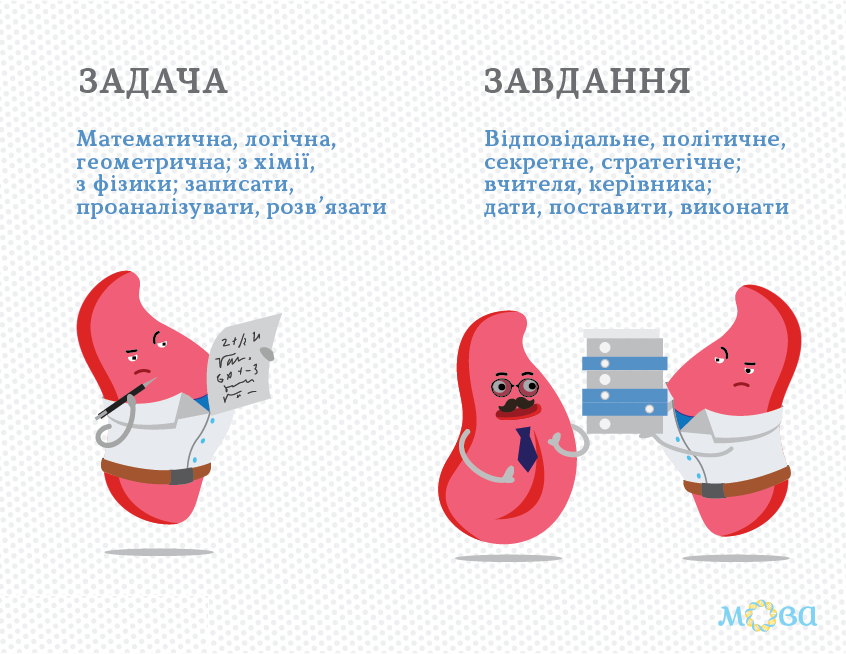 ЗАДАЧА
Математична, логічна,
геометрична; з хімії,
з фізики; записати,
проаналізувати, розв’язати
ЗАВДАННЯ
Відповідальне, політичне,
секретне, стратегічне;
вчителя, керівника;
дати, поставити, виконати
мова